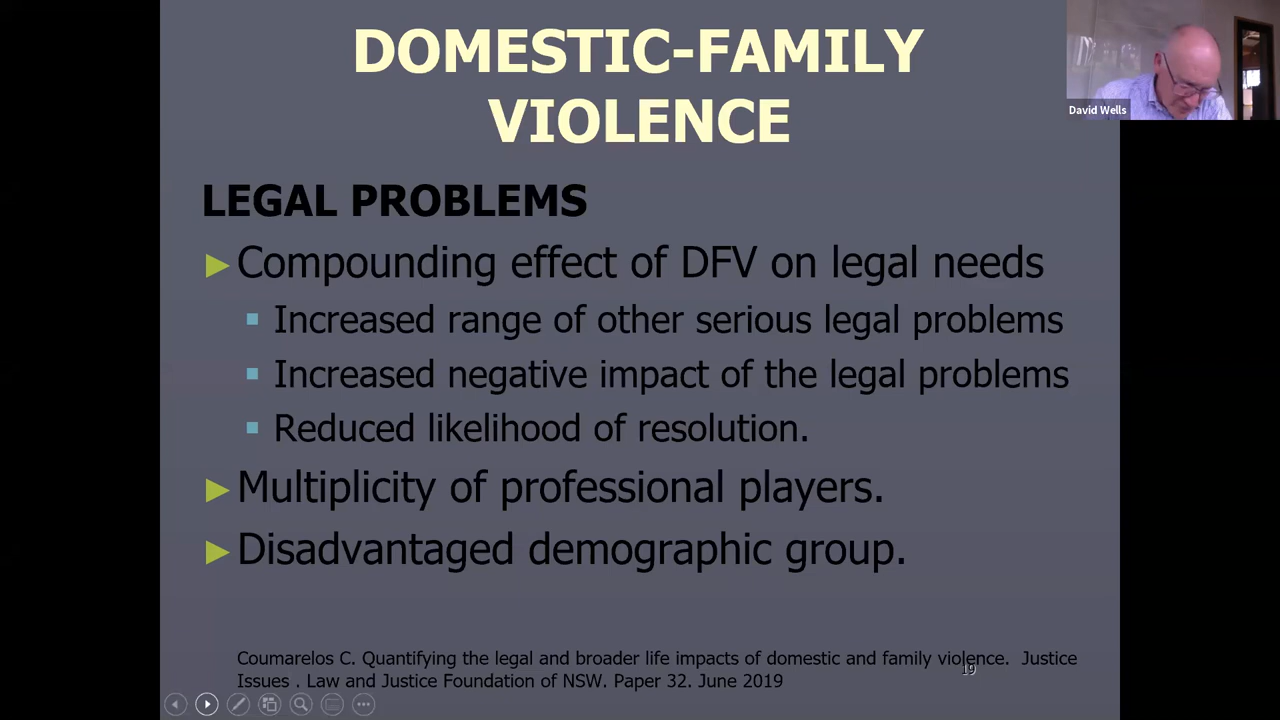 DOMESTIC-FAMILY
VIOLENCE
David Wells
LEGAL PROBLEMS
►Compounding effect of DFV on legal needs
▪ Increased range of other serious legal problems
▪ Increased negative impact of the legal problems
▪ Reduced likelihood of resolution.
►Multiplicity of professional players.
►Disadvantaged demographic group.
Coumarelos C. Quantifying the legal and broader life impacts of domestic and family violence. Justice
Issues . Law and Justice Foundation of NSW. Paper 32. June 2019
19